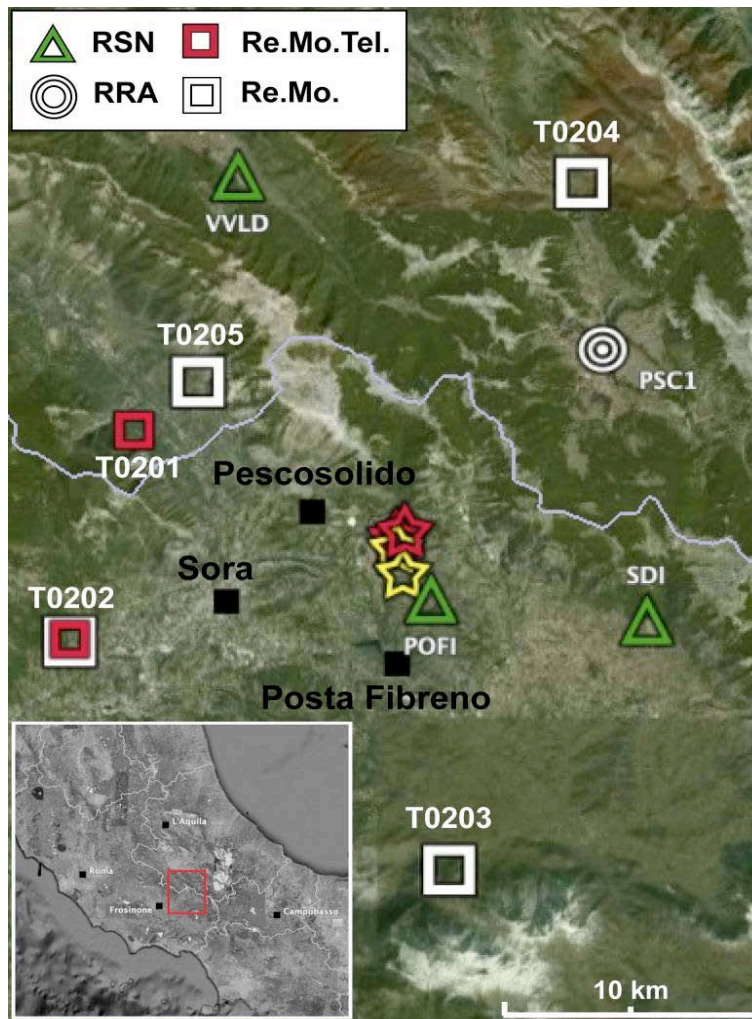 RSN
Re.Mo.Tel.
RRA
Re.Mo.
T0204
VVLD
T0205
PSC1
T0201
Pescosolido
Sora
SDI
T0202
POFI
Posta Fibreno
T0203
L'Aquila
Roma
Frosinone
Campobasso
10 km